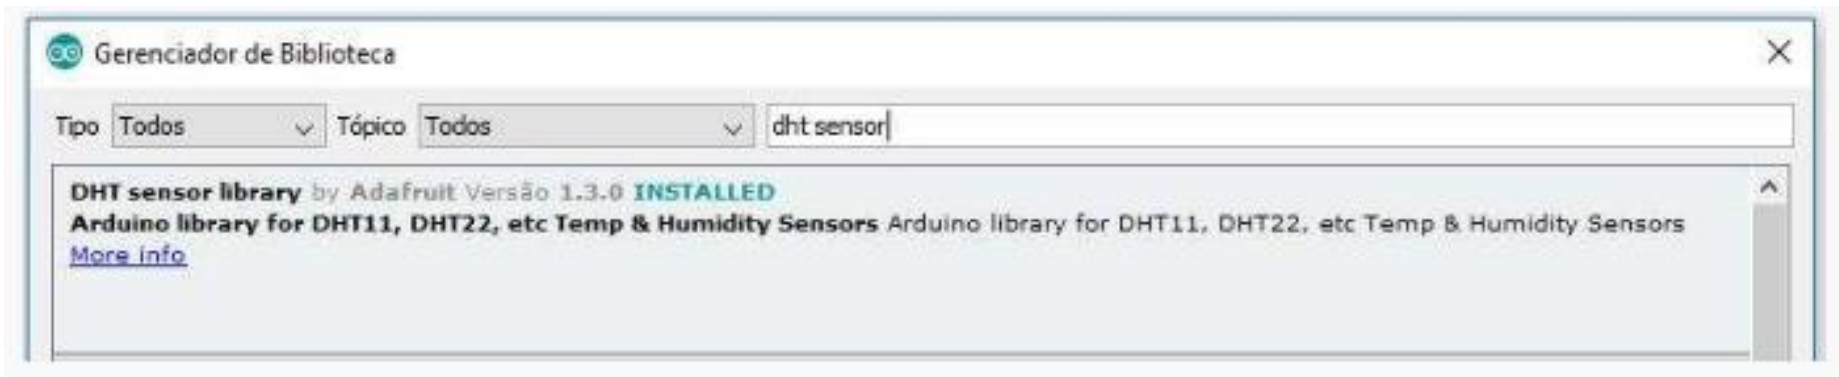 Gerenciador de Biblioteca
Tipo Todos Tópico Todos dht sensor
DHT sensor library by Adafruit Versão 1.3.0 INSTALLED
Arduino library for DHT11, DHT22, etc Temp & Humidity Sensors Arduino library for DHT11, DHT22, etc Temp & Humidity Sensors
More info